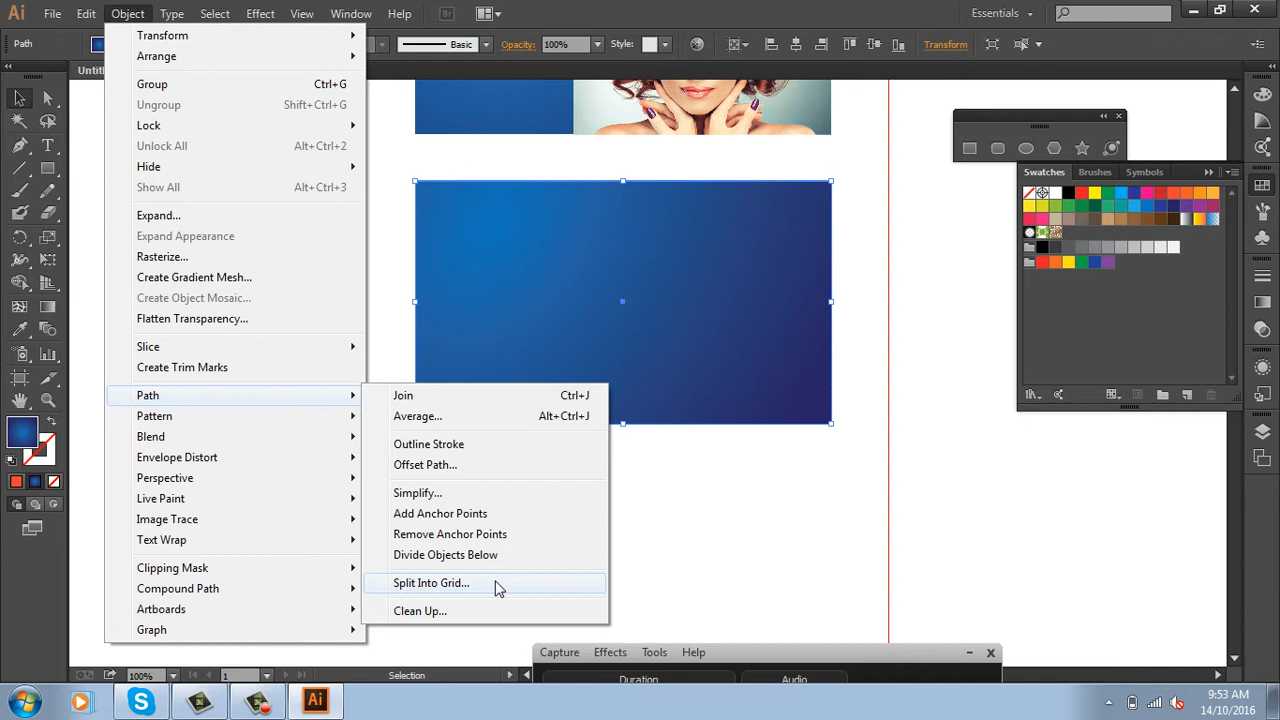 Ai File Edit Object Type Select Effect View Window Help Br Essentials
Path Basic Opacity: 100% Style: Transform
Transform
Arrange
Group Ctrl+G
Ungroup Shift+Ctrl+G
Lock
Unlock All Alt+Ctrl+2
Hide
Show All Alt+Ctrl+3
Expand...
Expand Appearance
Rasterize...
Create Gradient Mesh...
Create Object Mosaic...
Flatten Transparency...
Slice
Create Trim Marks
Path
Pattern
Blend
Envelope Distort
Perspective
Live Paint
Image Trace
Text Wrap
Clipping Mask
Compound Path
Artboards
Graph
Join Ctrl+J
Average... Alt+Ctrl+J
Outline Stroke
Offset Path...
Simplify...
Add Anchor Points
Remove Anchor Points
Divide Objects Below
Split Into Grid...
Clean Up...
Swatches Brushes Symbols
Capture Effects Tools Help
Duration Audio
100% 1 Selection
Ai
9:53 AM
14/10/2016